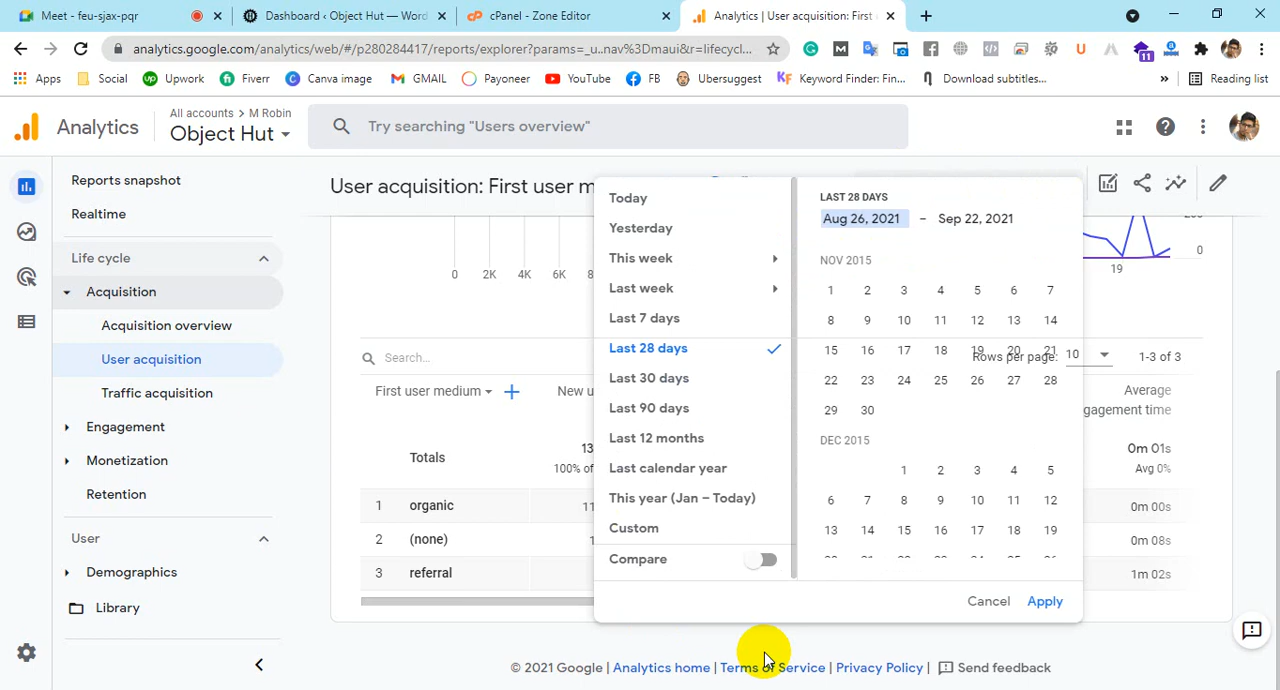 Meet - feu-sjax-pqr
Dashboard ‹ Object Hut — Word
cPanel - Zone Editor
Analytics | User acquisition: First u
analytics.google.com/analytics/web/#/p280284417/reports/explorer?params=_u..nav%3Dmaui&r=lifecycl...
11
Apps Social Upwork Fiverr Canva image GMAIL Payoneer YouTube FB Ubersuggest Keyword Finder: Fin... Download subtitles... » Reading list
Analytics
All accounts > M Robin
Object Hut
Try searching "Users overview"
Reports snapshot
Realtime
Life cycle
Acquisition
Acquisition overview
User acquisition
Traffic acquisition
Engagement
Monetization
Retention
User
Demographics
Library
User acquisition: First user m
0 2K 4K 6K 8
0
19
Search...
Rows per page: 10 1-3 of 3
First user medium
New u
Average
gagement time
Totals
13
100% of
0m 01s
Avg 0%
1 organic 11 0m 00s
2 (none) 1 0m 08s
3 referral 1m 02s
Today
Yesterday
This week
Last week
Last 7 days
Last 28 days
Last 30 days
Last 90 days
Last 12 months
Last calendar year
This year (Jan – Today)
Custom
Compare
LAST 28 DAYS
Aug 26, 2021 – Sep 22, 2021
NOV 2015
1 2 3 4 5 6 7
8 9 10 11 12 13 14
15 16 17 18 19 20 21
22 23 24 25 26 27 28
29 30
DEC 2015
1 2 3 4 5
6 7 8 9 10 11 12
13 14 15 16 17 18 19
Cancel Apply
© 2021 Google | Analytics home | Terms of Service | Privacy Policy | Send feedback